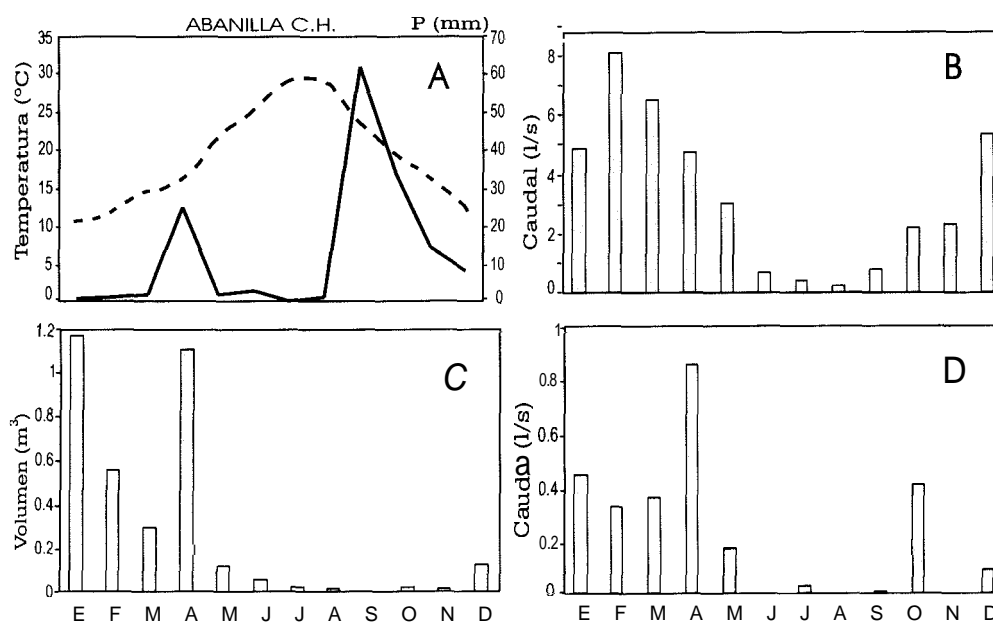 ABANILLA C.H.
P (mm)
Temperatura (°C)
35
30
25
20
15
10
5
0
70
60
50
40
30
20
10
0
A
Caudal (l/s)
8
6
4
2
0
B
Volumen (m³)
1.2
1
0.8
0.6
0.4
0.2
0
C
E F M A M J J A S O N D
Caudal (l/s)
1
0.8
0.6
0.4
0.2
0
D
E F M A M J J A S O N D